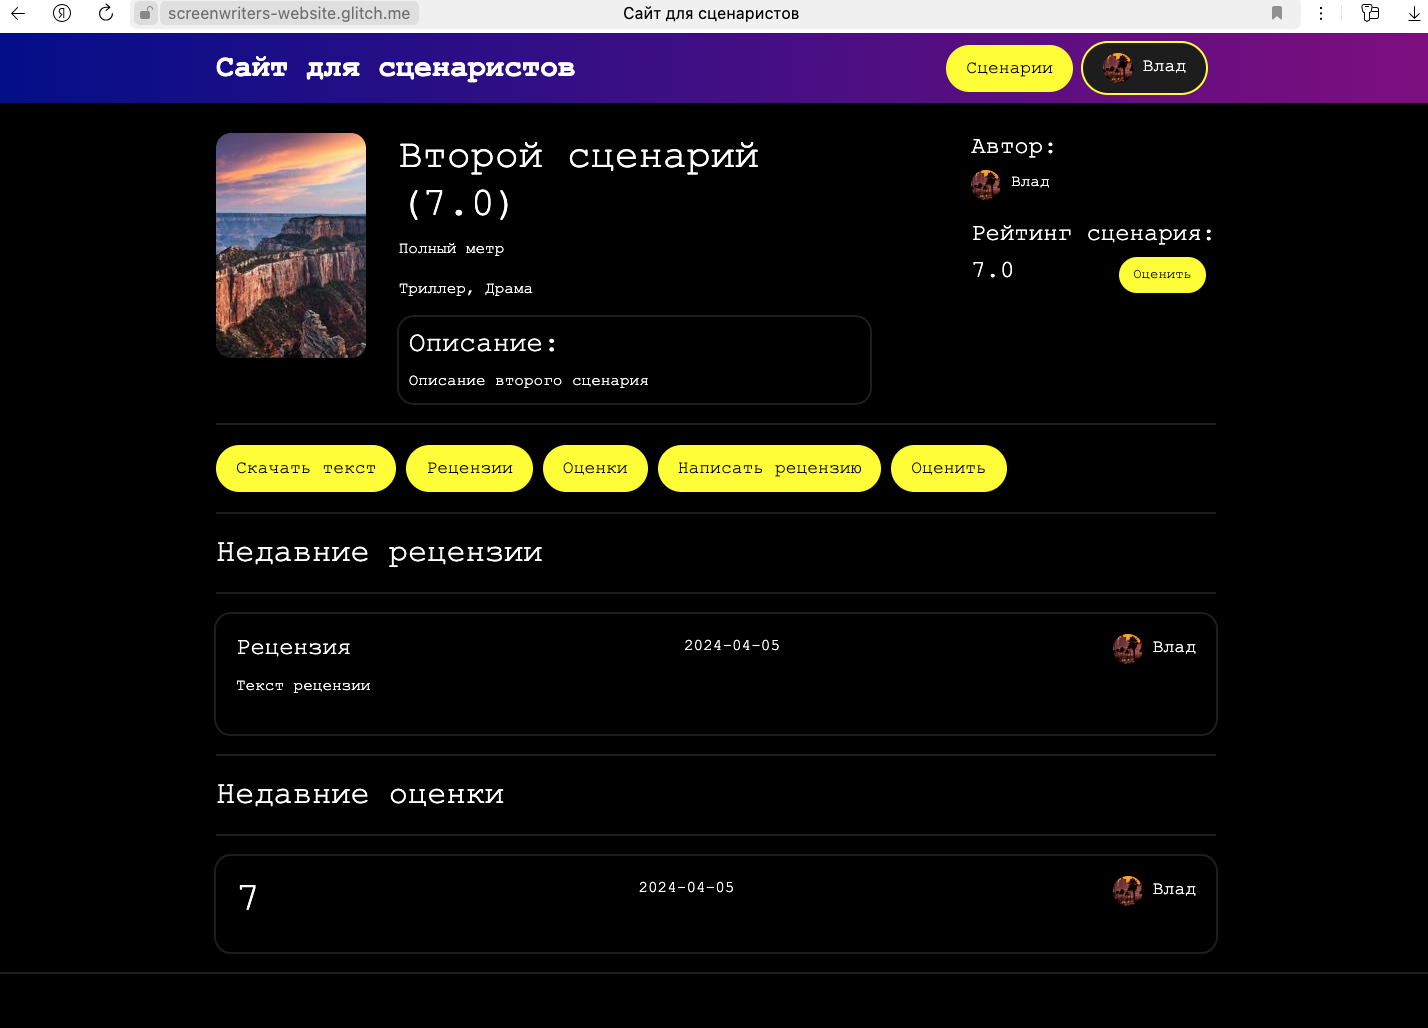 screenwriters-website.glitch.me
Сайт для сценаристов
Сайт для сценаристов
Сценарии
Влад
Второй сценарий
(7.0)
Полный метр
Триллер, Драма
Описание:
Описание второго сценария
Автор:
Влад
Рейтинг сценария:
7.0
Оценить
Скачать текст
Рецензии
Оценки
Написать рецензию
Оценить
Недавние рецензии
Рецензия
2024-04-05
Влад
Текст рецензии
Недавние оценки
7
2024-04-05
Влад